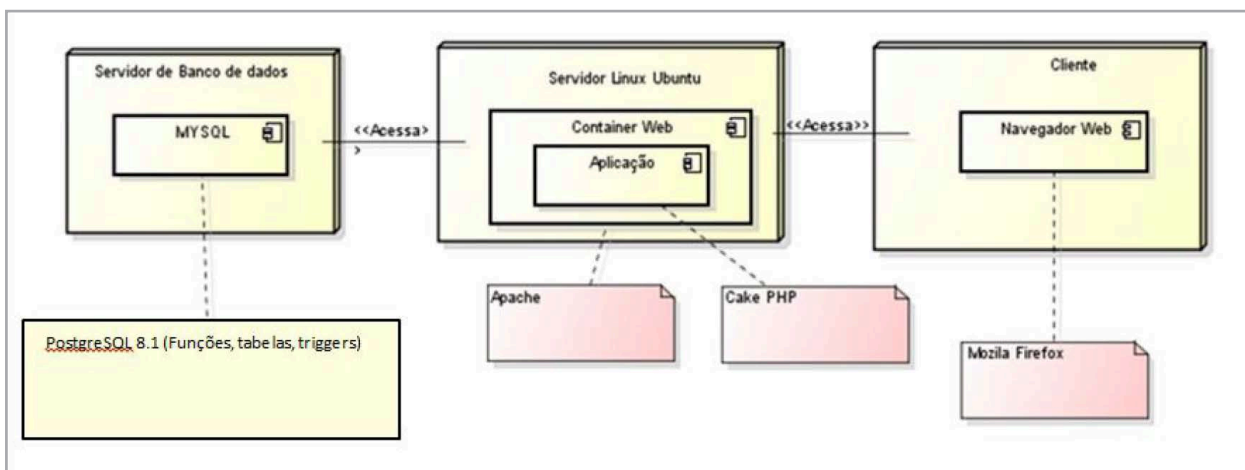 Servidor de Banco de dados
MYSQL
<<Acessa>
>
Servidor Linux Ubuntu
Container Web
Aplicação
<<Acessa>>
Cliente
Navegador Web
PostgreSQL 8.1 (Funções, tabelas, triggers)
Apache
Cake PHP
Mozila Firefox